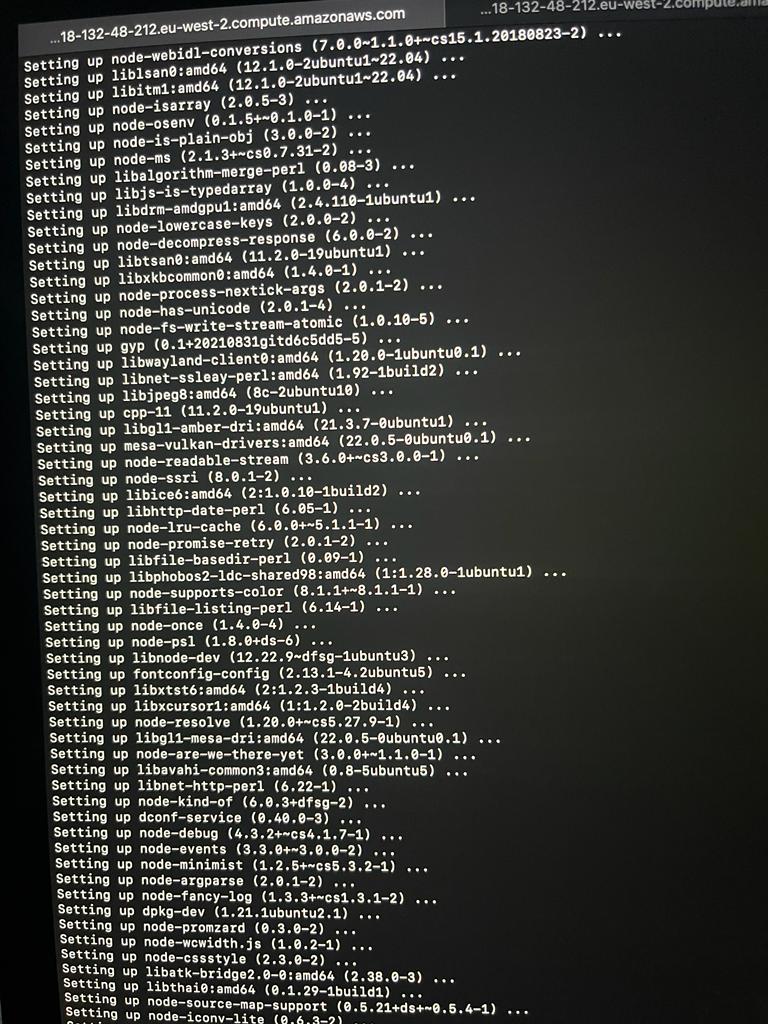 ...18-132-48-212.eu-west-2.compute.amazonaws.com
...18-132-48-212.eu-west-2.compute.ama
Setting up node-webidl-conversions (7.0.0~1.1.0+~cs15.1.20180823-2) ...
Setting up liblsan0:amd64 (12.1.0-2ubuntu1~22.04) ...
Setting up libitm1:amd64 (12.1.0-2ubuntu1~22.04) ...
Setting up node-isarray (2.0.5-3) ...
Setting up node-osenv (0.1.5+~0.1.0-1) ...
Setting up node-is-plain-obj (3.0.0-2) ...
Setting up node-ms (2.1.3+~cs0.7.31-2) ...
Setting up libalgorithm-merge-perl (0.08-3) ...
Setting up libjs-is-typedarray (1.0.0-4) ...
Setting up libdrm-amdgpu1:amd64 (2.4.110-1ubuntu1) ...
Setting up node-lowercase-keys (2.0.0-2) ...
Setting up node-decompress-response (6.0.0-2) ...
Setting up libtsan0:amd64 (11.2.0-19ubuntu1) ...
Setting up libxkbcommon0:amd64 (1.4.0-1) ...
Setting up node-process-nextick-args (2.0.1-2) ...
Setting up node-has-unicode (2.0.1-4) ...
Setting up node-fs-write-stream-atomic (1.0.10-5) ...
Setting up gyp (0.1+20210831gitd6c5dd5-5) ...
Setting up libwayland-client0:amd64 (1.20.0-1ubuntu0.1) ...
Setting up libnet-ssleay-perl:amd64 (1.92-1build2) ...
Setting up libjpeg8:amd64 (8c-2ubuntu10) ...
Setting up cpp-11 (11.2.0-19ubuntu1) ...
Setting up libgl1-amber-dri:amd64 (21.3.7-0ubuntu1) ...
Setting up mesa-vulkan-drivers:amd64 (22.0.5-0ubuntu0.1) ...
Setting up node-readable-stream (3.6.0+~cs3.0.0-1) ...
Setting up node-ssri (8.0.1-2) ...
Setting up libice6:amd64 (2:1.0.10-1build2) ...
Setting up libhttp-date-perl (6.05-1) ...
Setting up node-lru-cache (6.0.0+~5.1.1-1) ...
Setting up node-promise-retry (2.0.1-2) ...
Setting up libfile-basedir-perl (0.09-1) ...
Setting up libphobos2-ldc-shared98:amd64 (1:1.28.0-1ubuntu1) ...
Setting up node-supports-color (8.1.1+~8.1.1-1) ...
Setting up libfile-listing-perl (6.14-1) ...
Setting up node-once (1.4.0-4) ...
Setting up node-psl (1.8.0+ds-6) ...
Setting up libnode-dev (12.22.9~dfsg-1ubuntu3) ...
Setting up fontconfig-config (2.13.1-4.2ubuntu5) ...
Setting up libxtst6:amd64 (2:1.2.3-1build4) ...
Setting up libxcursor1:amd64 (1:1.2.0-2build4) ...
Setting up node-resolve (1.20.0+~cs5.27.9-1) ...
Setting up libgl1-mesa-dri:amd64 (22.0.5-0ubuntu0.1) ...
Setting up node-are-we-there-yet (3.0.0+~1.1.0-1) ...
Setting up libavahi-common3:amd64 (0.8-5ubuntu5) ...
Setting up libnet-http-perl (6.22-1) ...
Setting up node-kind-of (6.0.3+dfsg-2) ...
Setting up dconf-service (0.40.0-3) ...
Setting up node-debug (4.3.2+~cs4.1.7-1) ...
Setting up node-events (3.3.0+~3.0.0-2) ...
Setting up node-minimist (1.2.5+~cs5.3.2-1) ...
Setting up node-argparse (2.0.1-2) ...
Setting up node-fancy-log (1.3.3+~cs1.3.1-2) ...
Setting up dpkg-dev (1.21.1ubuntu2.1) ...
Setting up node-promzard (0.3.0-2) ...
Setting up node-wcwidth.js (1.0.2-1) ...
Setting up node-cssstyle (2.3.0-2) ...
Setting up libatk-bridge2.0-0:amd64 (2.38.0-3) ...
Setting up libthai0:amd64 (0.1.29-1build1) ...
Setting up node-source-map-support (0.5.21+ds+~0.5.4-1) ...
Setting up node-iconv-lite (0.6.3-2) ...